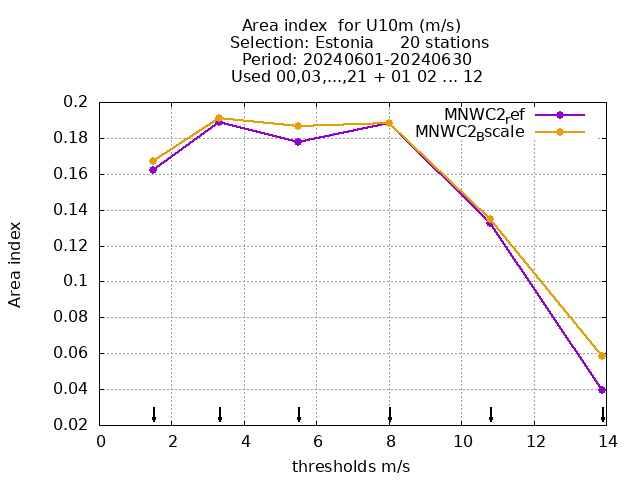 Area index  for U10m (m/s)
Selection: Estonia     20 stations
Period: 20240601-20240630
Used 00,03,...,21 + 01 02 ... 12
MNWC2ref
MNWC2Bscale
0.2
0.18
0.16
0.14
0.12
0.1
0.08
0.06
0.04
0.02
0 2 4 6 8 10 12 14
Area index
thresholds m/s